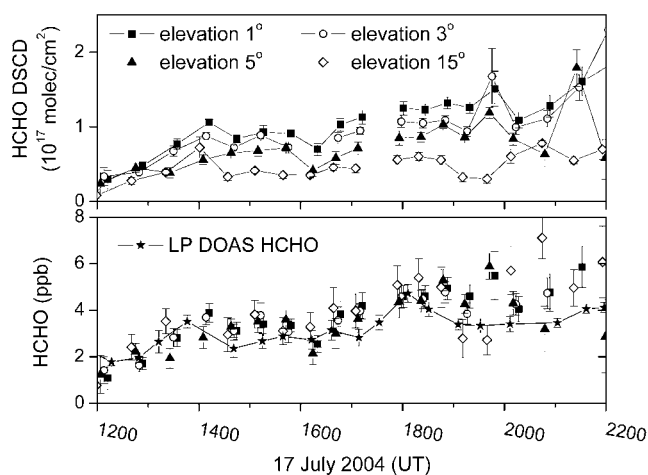 elevation 1° elevation 3°
elevation 5° elevation 15°
HCHO DSCD
(10^17 molec/cm^2)
2
1
0
LP DOAS HCHO
HCHO (ppb)
8
6
4
2
0
1200 1400 1600 1800 2000 2200
17 July 2004 (UT)